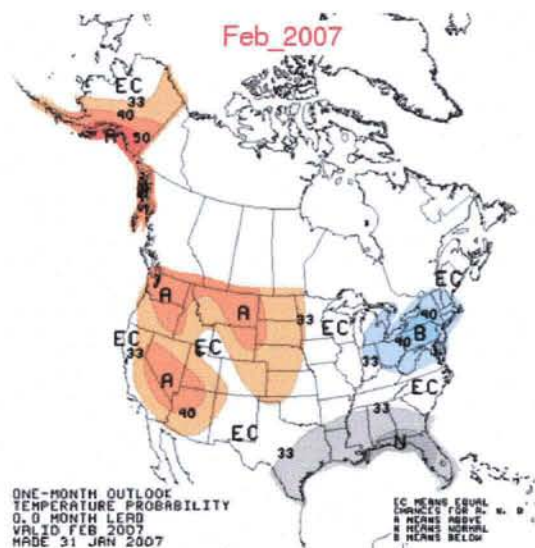 Feb_2007
EC
33
40
A 50
EC
A
A
33
EC
40
B
EC
33
EC
40
33
A
EC
40
33
EC
33
N
ONE-MONTH OUTLOOK
TEMPERATURE PROBABILITY
0.0 MONTH LEAD
VALID FEB 2007
MADE 31 JAN 2007
EC MEANS EQUAL
CHANCES FOR A, N, B
A MEANS ABOVE
N MEANS NORMAL
B MEANS BELOW